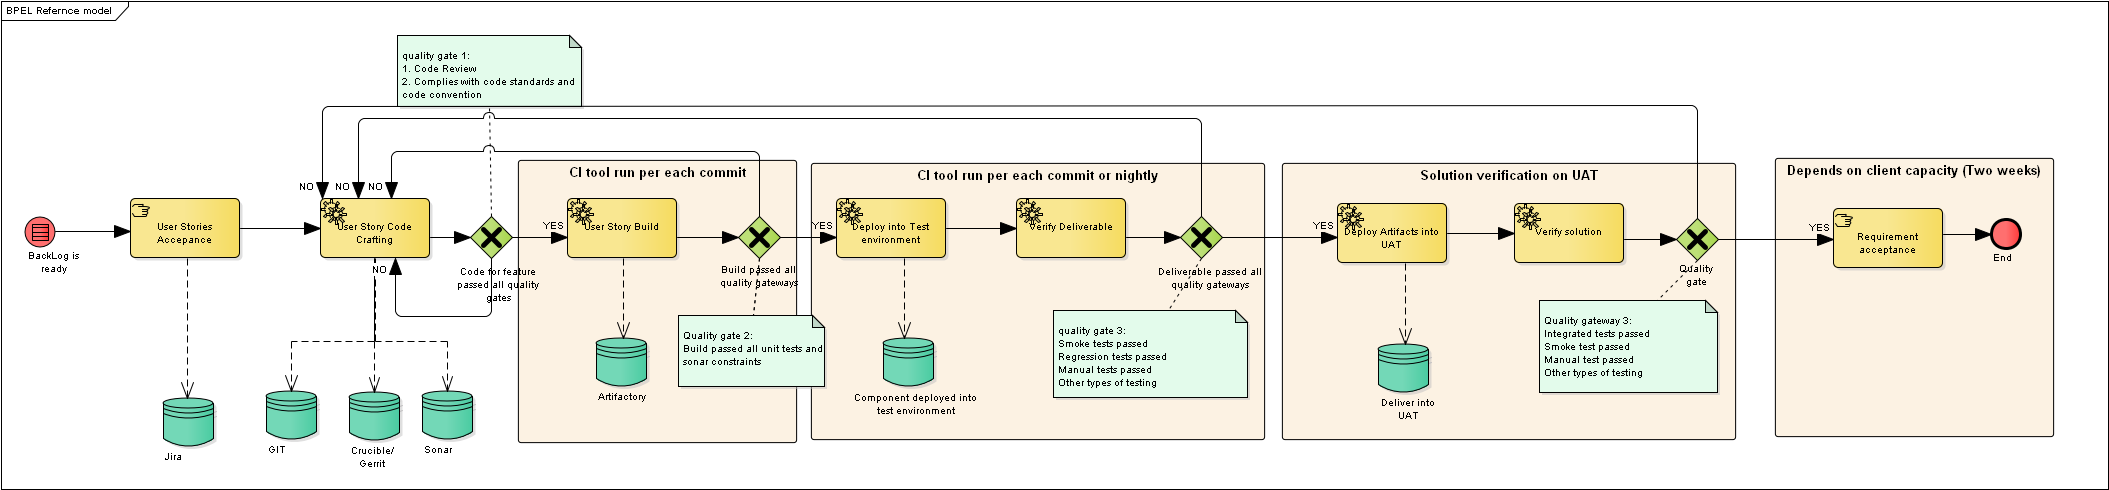 BPEL Refernce model
quality gate 1:
1. Code Review
2. Complies with code standards and
code convention
CI tool run per each commit
CI tool run per each commit or nightly
Solution verification on UAT
Depends on client capacity (Two weeks)
NO
NO
NO
BackLog is
ready
User Stories
Accepance
User Story Code
Crafting
NO
Code for feature
passed all quality
gates
YES
User Story Build
Build passed all
quality gateways
YES
Deploy into Test
environment
Verify Deliverable
Deliverable passed all
quality gateways
YES
Deploy Artifacts into
UAT
Verify solution
Quality
gate
YES
Requirement
acceptance
End
Quality gate 2:
Build passed all unit tests and
sonar constraints
quality gate 3:
Smoke tests passed
Regression tests passed
Manual tests passed
Other types of testing
Quality gateway 3:
Integrated tests passed
Smoke test passed
Manual test passed
Other types of testing
Jira
GIT
Crucible/
Gerrit
Sonar
Artifactory
Component deployed into
test environment
Deliver into
UAT